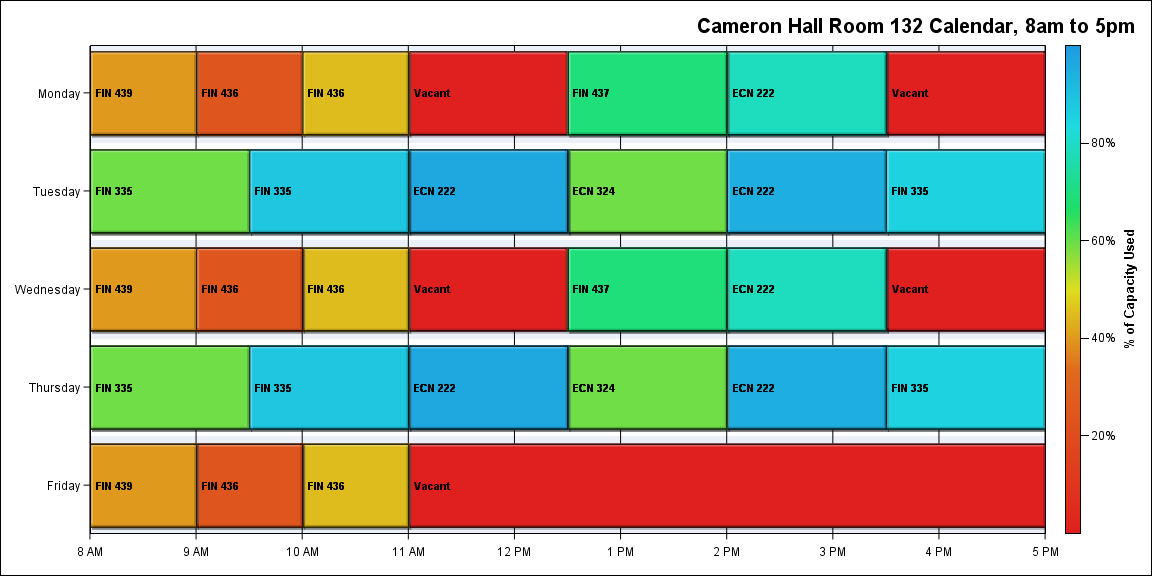 Cameron Hall Room 132 Calendar, 8am to 5pm
Monday
FIN 439 FIN 436 FIN 436 Vacant FIN 437 ECN 222 Vacant
80%
Tuesday
FIN 335 FIN 335 ECN 222 ECN 324 ECN 222 FIN 335
60%
Wednesday
FIN 439 FIN 436 FIN 436 Vacant FIN 437 ECN 222 Vacant
40%
% of Capacity Used
Thursday
FIN 335 FIN 335 ECN 222 ECN 324 ECN 222 FIN 335
20%
Friday
FIN 439 FIN 436 FIN 436 Vacant
8 AM 9 AM 10 AM 11 AM 12 PM 1 PM 2 PM 3 PM 4 PM 5 PM